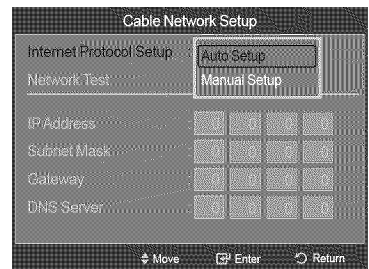 Cable Network Setup
Internet Protocol Setup : Auto Setup
Network Test Manual Setup
IP Address : 0 0 0 0
Subnet Mask : 0 0 0 0
Gateway : 0 0 0 0
DNS Server : 0 0 0 0
Move Enter Return